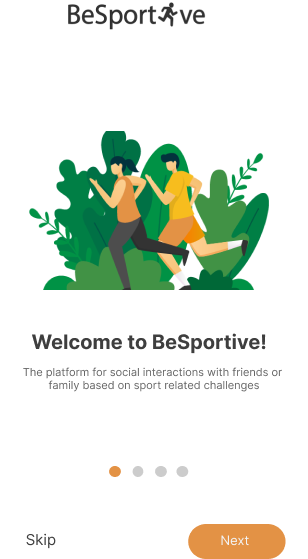 BeSportive
Welcome to BeSportive!
The platform for social interactions with friends or
family based on sport related challenges
Skip
Next